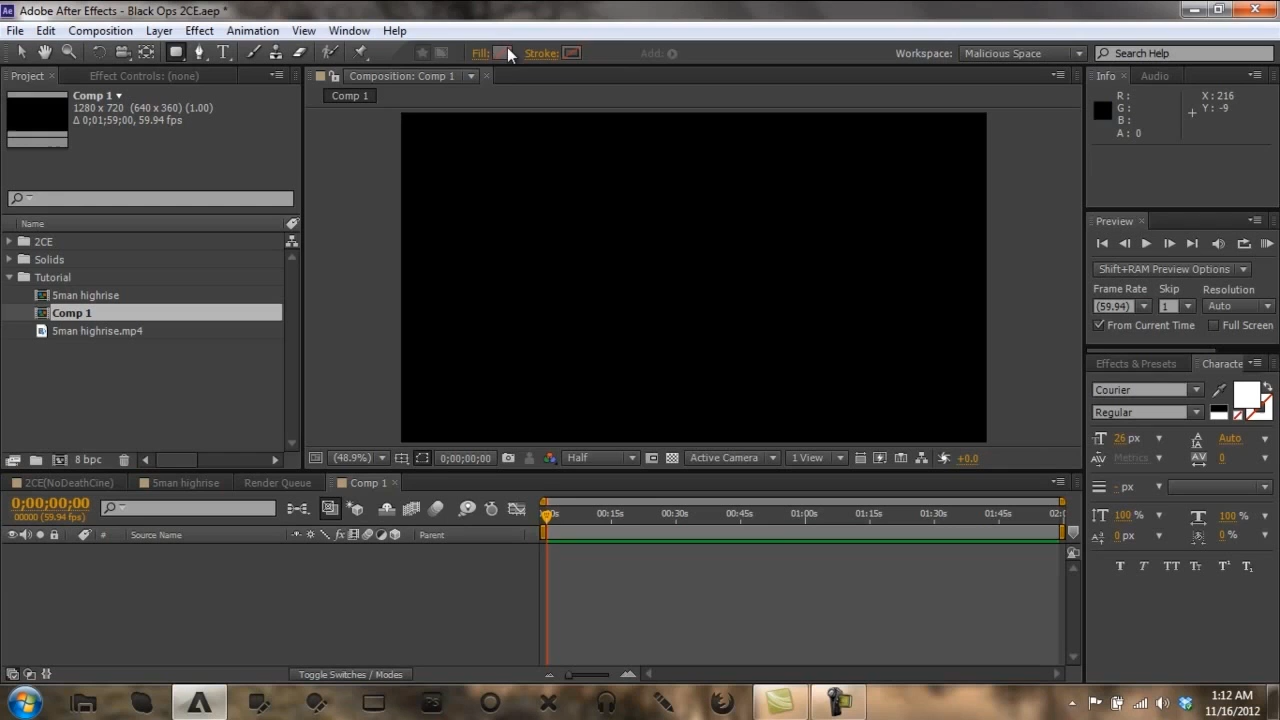 Adobe After Effects - Black Ops 2CE.aep *
File Edit Composition Layer Effect Animation View Window Help
Fill: Stroke: Add: Workspace: Malicious Space Search Help
Project Effect Controls: (none) Composition: Comp 1 Info Audio
Comp 1
1280 x 720 (640 x 360) (1.00)
Δ 0;01;59;00, 59.94 fps
Comp 1
R :
G :
B :
A : 0
X : 216
Y : -9
Name
2CE
Solids
Tutorial
5man highrise
Comp 1
5man highrise.mp4
8 bpc
(48.9%) 0;00;00;00 Half Active Camera 1 View +0.0
Preview
Shift+RAM Preview Options
Frame Rate Skip Resolution
(59.94) 1 Auto
From Current Time Full Screen
Effects & Presets Characte
Courier
Regular
26 px Auto
Metrics 0
- px
100 % 100 %
0 px 0 %
T T TT Tт T¹ T₁
2CE(NoDeathCine) 5man highrise Render Queue Comp 1
0;00;00;00
00000 (59.94 fps)
# Source Name Parent
00:15s 00:30s 00:45s 01:00s 01:15s 01:30s 01:45s
Toggle Switches / Modes
1:12 AM
11/16/2012